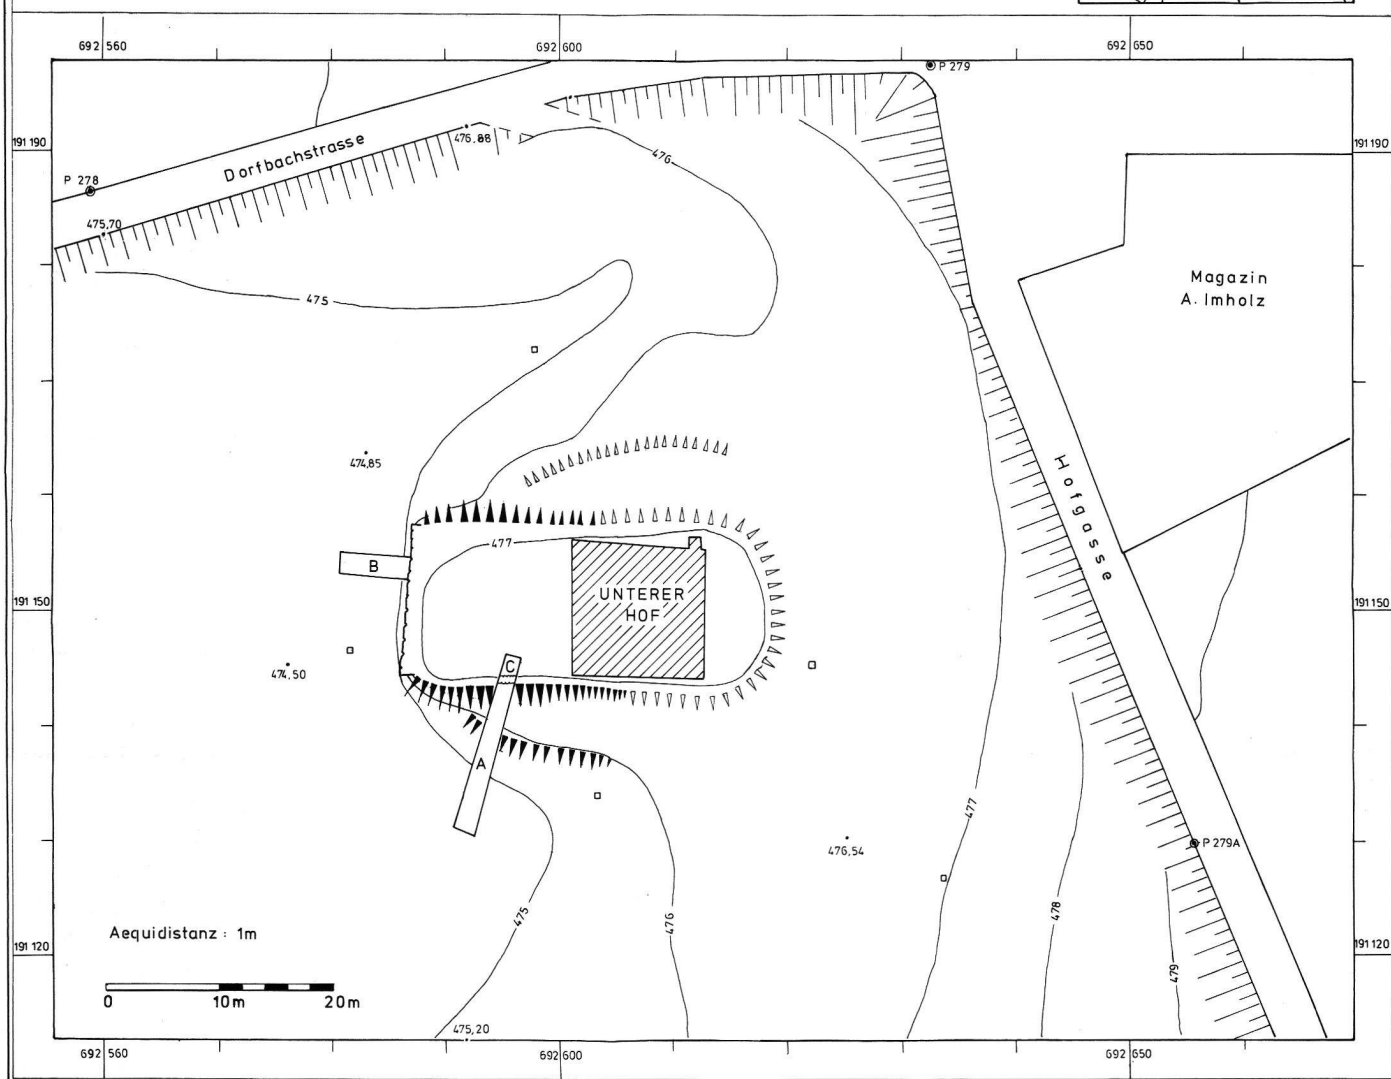 692 560
692 600
692 650
P 279
191 190
Dorfbachstrasse
476,88
476
191 190
P 278
475,70
475
Magazin
A. Imholz
474,85
Hofgasse
477
B
UNTERER
HOF
191 150
191 150
C
474,50
A
477
476,54
P 279A
475
476
478
Aequidistanz : 1m
191 120
191 120
479
0
10m
20m
475,20
692 560
692 600
692 650